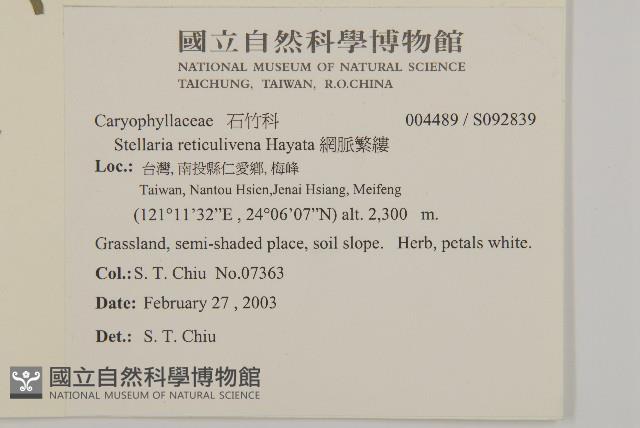 國立自然科學博物館
NATIONAL MUSEUM OF NATURAL SCIENCE
TAICHUNG, TAIWAN, R.O.CHINA
Caryophyllaceae 石竹科 004489 / S092839
Stellaria reticulivena Hayata 網脈繁縷
Loc.: 台灣, 南投縣仁愛鄉, 梅峰
Taiwan, Nantou Hsien,Jenai Hsiang, Meifeng
(121°11’32”E , 24°06’07”N) alt. 2,300 m.
Grassland, semi-shaded place, soil slope. Herb, petals white.
Col.: S. T. Chiu No.07363
Date: February 27 , 2003
Det.: S. T. Chiu
國立自然科學博物館
NATIONAL MUSEUM OF NATURAL SCIENCE